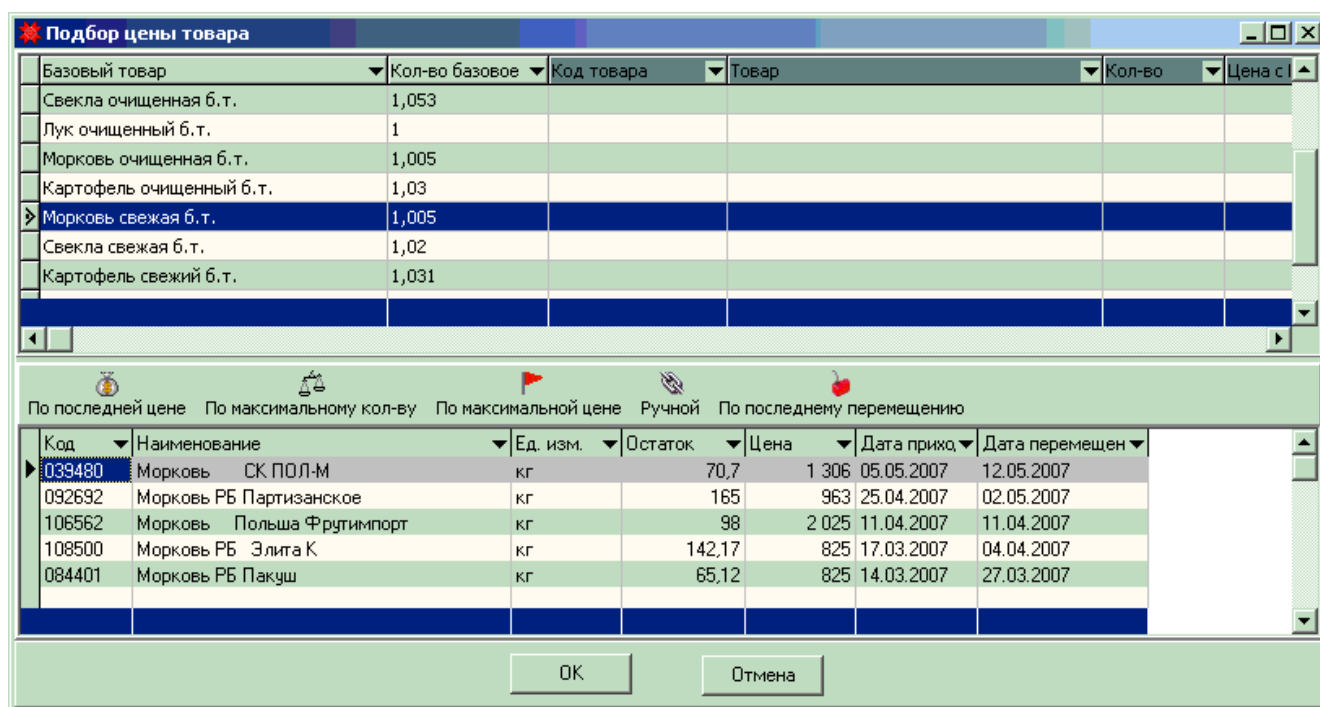 Подбор цены товара
Базовый товар Кол-во базовое Код товара Товар Кол-во Цена с
Свекла очищенная б.т. 1,053
Лук очищенный б.т. 1
Морковь очищенная б.т. 1,005
Картофель очищенный б.т. 1,03
Морковь свежая б.т. 1,005
Свекла свежая б.т. 1,02
Картофель свежий б.т. 1,031
По последней цене По максимальному кол-ву По максимальной цене Ручной По последнему перемещению
Код Наименование Ед. изм. Остаток Цена Дата прихо, Дата перемещен
039480 Морковь СК ПОЛ-М кг 70,7 1 306 05.05.2007 12.05.2007
092692 Морковь РБ Партизанское кг 165 963 25.04.2007 02.05.2007
106562 Морковь Польша Фрутимпорт кг 98 2 025 11.04.2007 11.04.2007
108500 Морковь РБ Элита К кг 142,17 825 17.03.2007 04.04.2007
084401 Морковь РБ Пакуш кг 65,12 825 14.03.2007 27.03.2007
OK Отмена